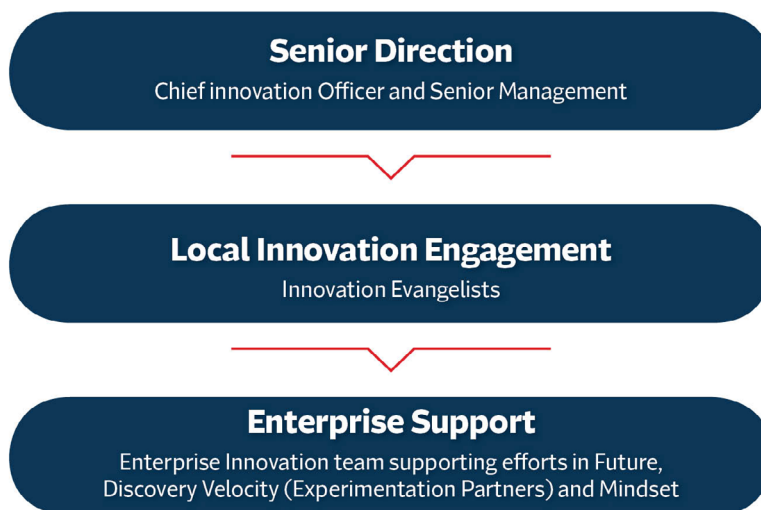 Senior Direction
Chief innovation Officer and Senior Management
Local Innovation Engagement
Innovation Evangelists
Enterprise Support
Enterprise Innovation team supporting efforts in Future,
Discovery Velocity (Experimentation Partners) and Mindset